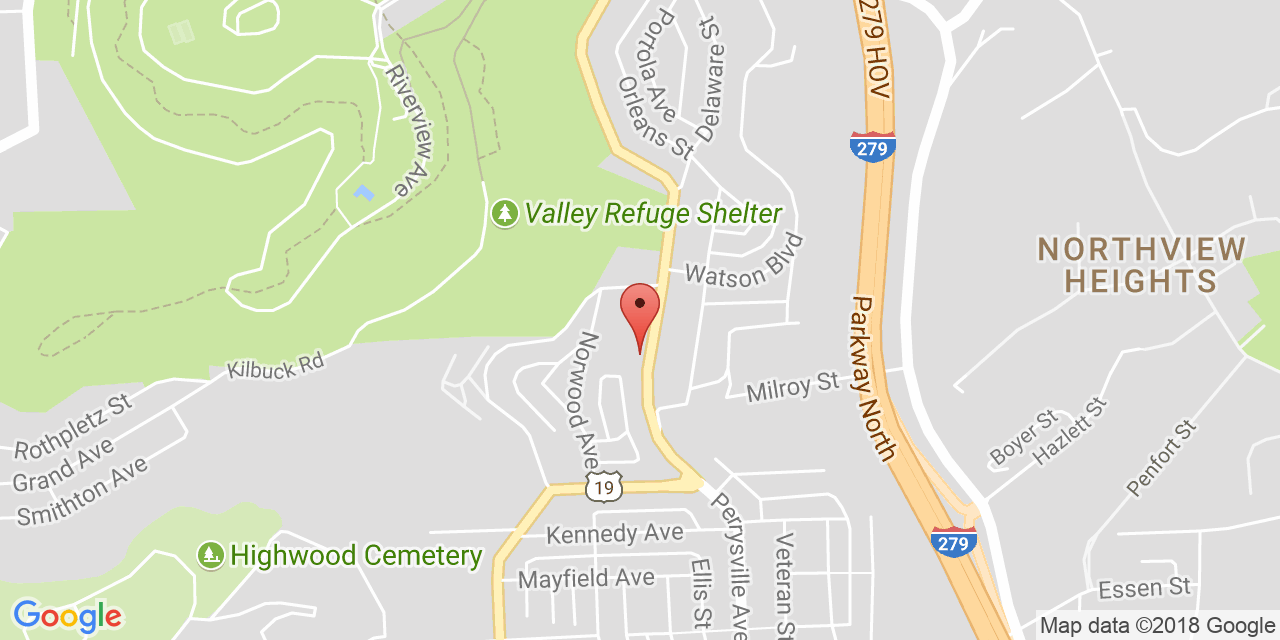 279 HOV
Portola Ave
Delaware St
Orleans St
Riverview Ave
279
Valley Refuge Shelter
Watson Blvd
NORTHVIEW
HEIGHTS
Parkway North
Norwood Ave
Kilbuck Rd
Milroy St
Rothpletz St
Grand Ave
Smithton Ave
Boyer St
Hazlett St
Penfort St
19
Perrysville Ave
Kennedy Ave
Veteran St
279
Highwood Cemetery
Mayfield Ave
Ellis St
Essen St
Google
Map data ©2018 Google